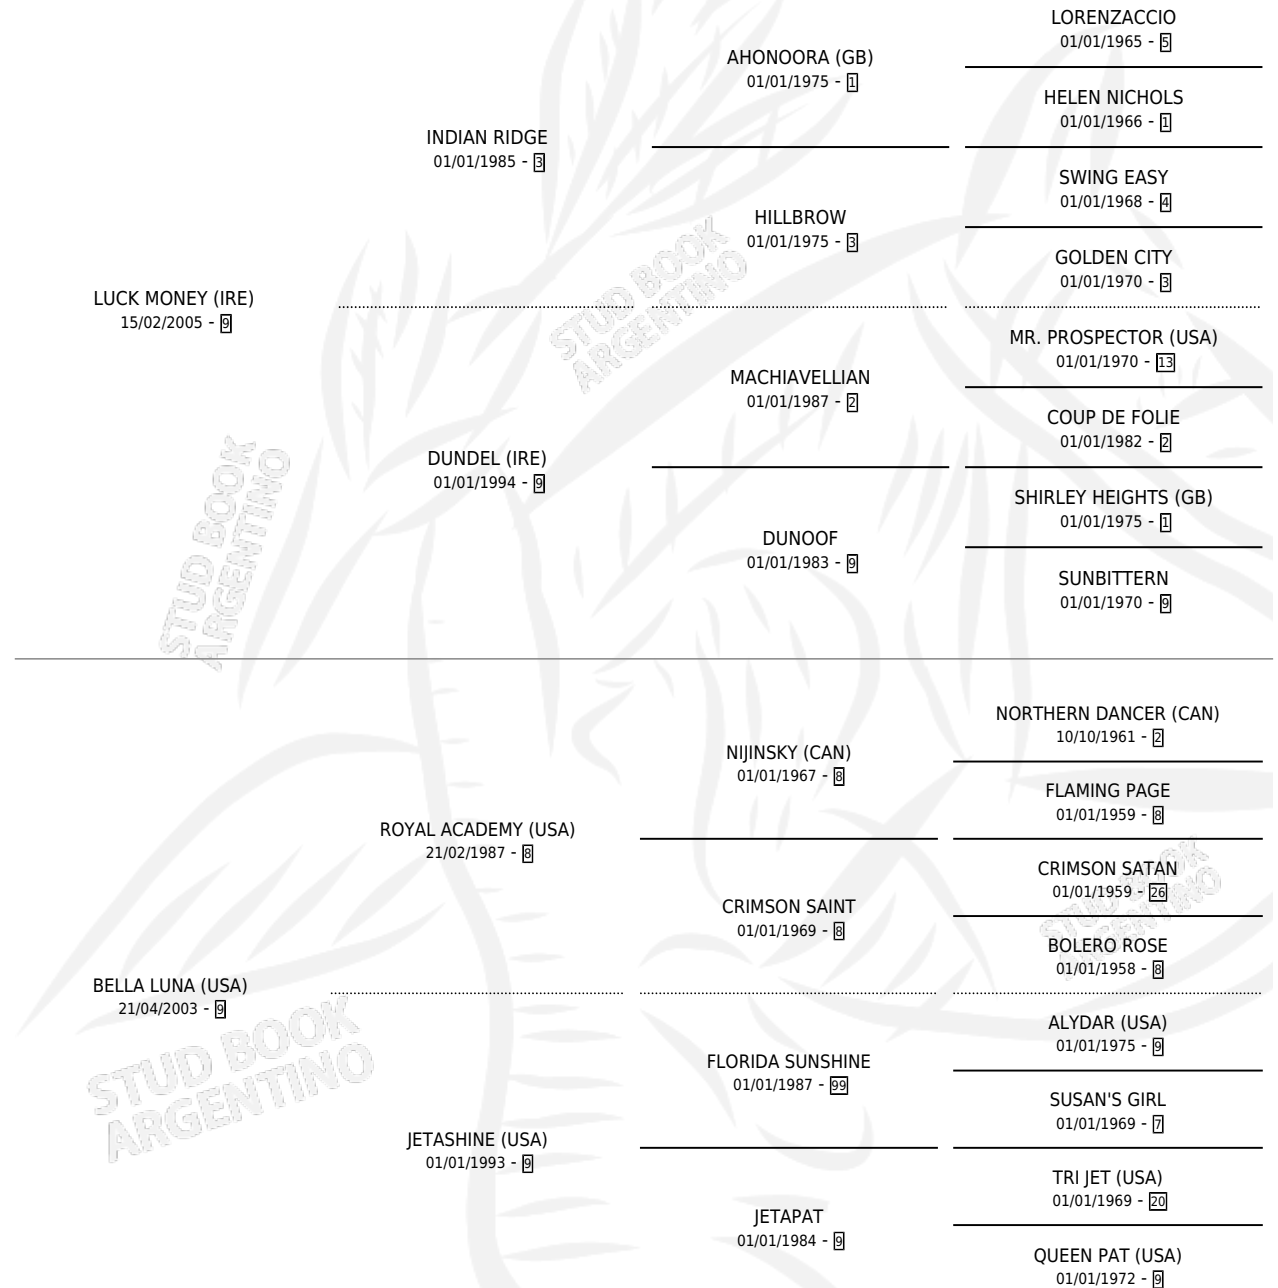 LORENZACCIO
01/01/1965 - 5
AHONOORA (GB)
01/01/1975 - 1
HELEN NICHOLS
01/01/1966 - 1
INDIAN RIDGE
01/01/1985 - 3
SWING EASY
01/01/1968 - 4
HILLBROW
01/01/1975 - 3
GOLDEN CITY
01/01/1970 - 3
LUCK MONEY (IRE)
15/02/2005 - 9
MR. PROSPECTOR (USA)
01/01/1970 - 13
MACHIAVELLIAN
01/01/1987 - 2
COUP DE FOLIE
01/01/1982 - 2
DUNDEL (IRE)
01/01/1994 - 9
SHIRLEY HEIGHTS (GB)
01/01/1975 - 1
DUNOOF
01/01/1983 - 9
SUNBITTERN
01/01/1970 - 9
STUD BOOK
ARGENTINO
STUD BOOK
ARGENTINO
NORTHERN DANCER (CAN)
10/10/1961 - 2
NIJINSKY (CAN)
01/01/1967 - 8
FLAMING PAGE
01/01/1959 - 8
ROYAL ACADEMY (USA)
21/02/1987 - 8
CRIMSON SATAN
01/01/1959 - 26
CRIMSON SAINT
01/01/1969 - 8
BOLERO ROSE
01/01/1958 - 8
STUD BOOK
ARGENTINO
BELLA LUNA (USA)
21/04/2003 - 9
ALYDAR (USA)
01/01/1975 - 9
FLORIDA SUNSHINE
01/01/1987 - 99
SUSAN'S GIRL
01/01/1969 - 7
STUD BOOK
ARGENTINO
JETASHINE (USA)
01/01/1993 - 9
TRI JET (USA)
01/01/1969 - 20
JETAPAT
01/01/1984 - 9
QUEEN PAT (USA)
01/01/1972 - 9